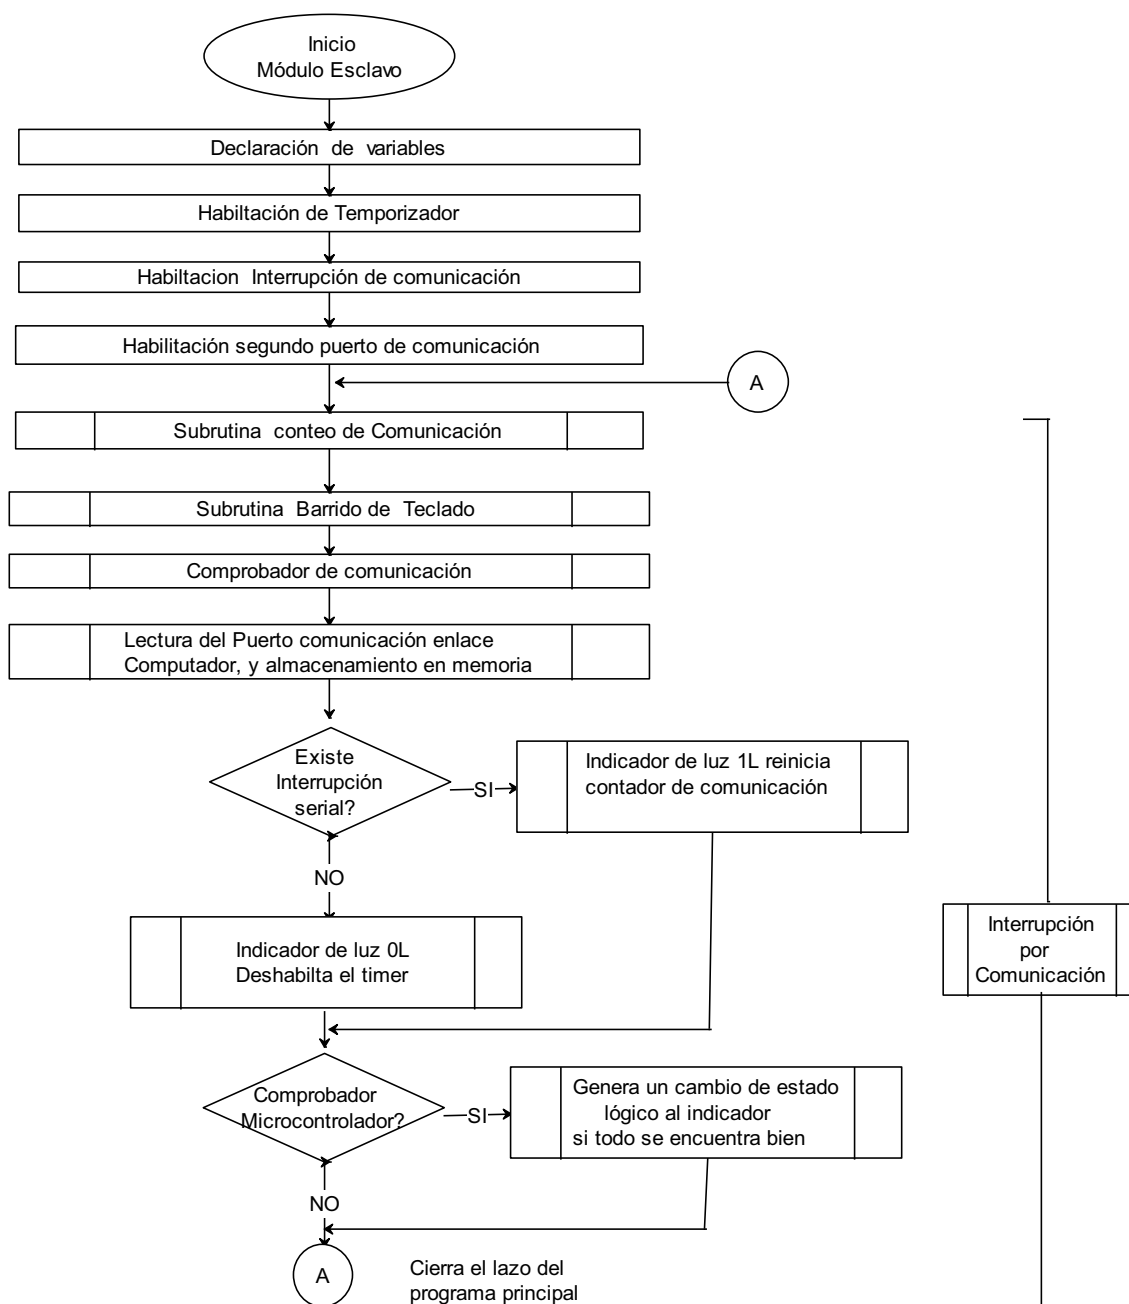 Inicio
Módulo Esclavo
Declaración de variables
Habiltación de Temporizador
Habiltacion Interrupción de comunicación
Habilitación segundo puerto de comunicación
A
Subrutina conteo de Comunicación
Subrutina Barrido de Teclado
Comprobador de comunicación
Lectura del Puerto comunicación enlace
Computador, y almacenamiento en memoria
Existe
Interrupción
serial?
SI
Indicador de luz 1L reinicia
contador de comunicación
NO
Indicador de luz 0L
Deshabilta el timer
Interrupción
por
Comunicación
Comprobador
Microcontrolador?
SI
Genera un cambio de estado
lógico al indicador
si todo se encuentra bien
NO
A
Cierra el lazo del
programa principal